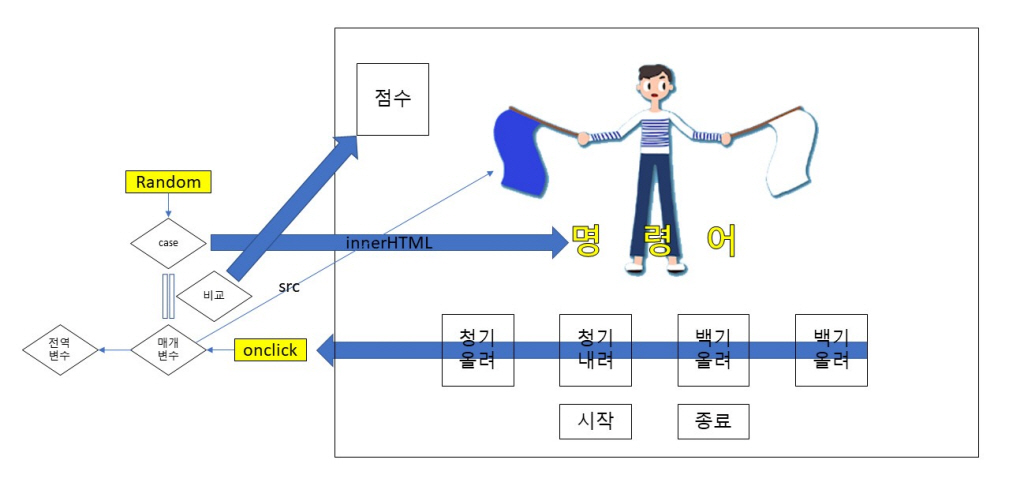 점수
Random
case
innerHTML
명 령 어
비교
src
전역
변수
매개
변수
onclick
청기
올려
청기
내려
백기
올려
백기
올려
시작
종료